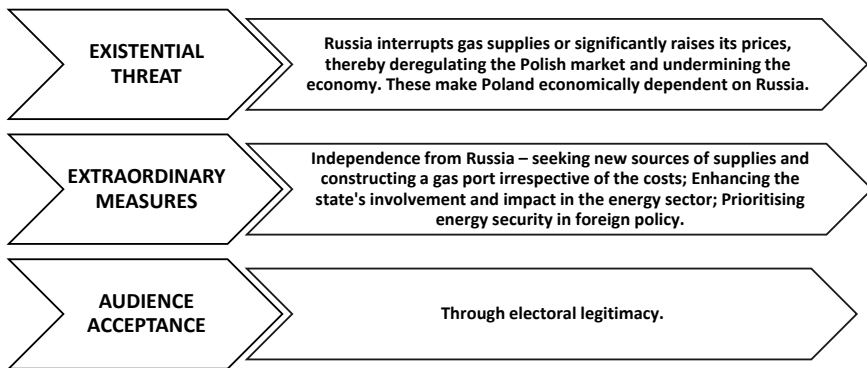 EXISTENTIAL
THREAT
Russia interrupts gas supplies or significantly raises its prices,
thereby deregulating the Polish market and undermining the
economy. These make Poland economically dependent on Russia.
EXTRAORDINARY
MEASURES
Independence from Russia – seeking new sources of supplies and
constructing a gas port irrespective of the costs; Enhancing the
state's involvement and impact in the energy sector; Prioritising
energy security in foreign policy.
AUDIENCE
ACCEPTANCE
Through electoral legitimacy.